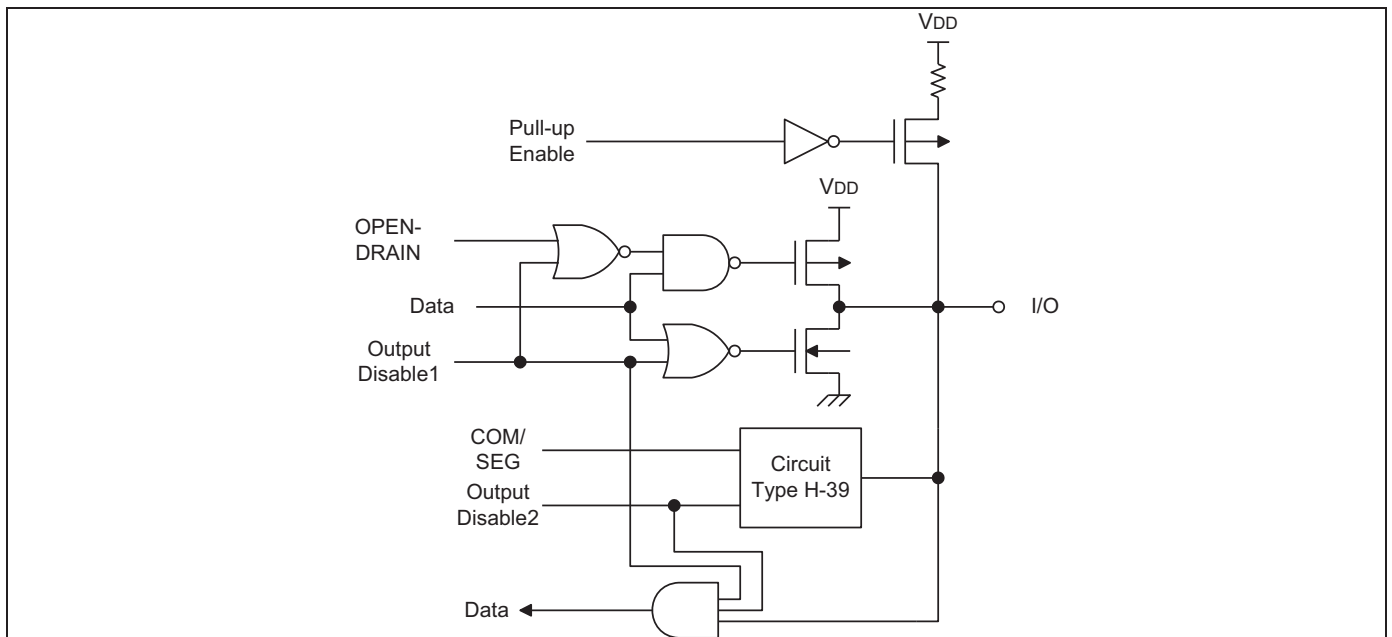 VDD
Pull-up
Enable
VDD
OPEN-
DRAIN
Data
I/O
Output
Disable1
COM/
SEG
Circuit
Type H-39
Output
Disable2
Data